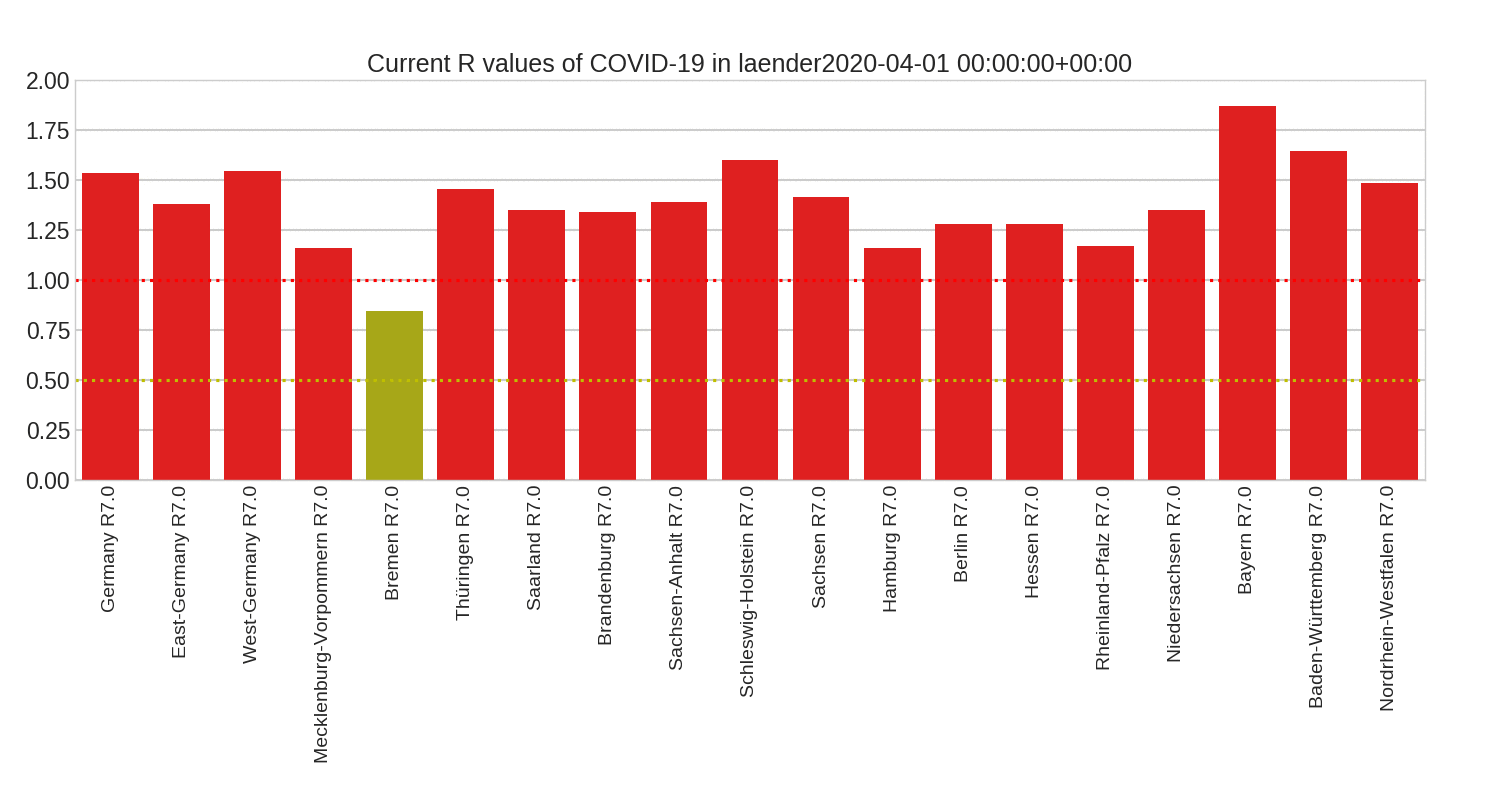 Current R values of COVID-19 in laender2020-04-01 00:00:00+00:00
2.00
1.75
1.50
1.25
1.00
0.75
0.50
0.25
0.00
Germany R7.0
East-Germany R7.0
West-Germany R7.0
Mecklenburg-Vorpommern R7.0
Bremen R7.0
Thüringen R7.0
Saarland R7.0
Brandenburg R7.0
Sachsen-Anhalt R7.0
Schleswig-Holstein R7.0
Sachsen R7.0
Hamburg R7.0
Berlin R7.0
Hessen R7.0
Rheinland-Pfalz R7.0
Niedersachsen R7.0
Bayern R7.0
Baden-Württemberg R7.0
Nordrhein-Westfalen R7.0